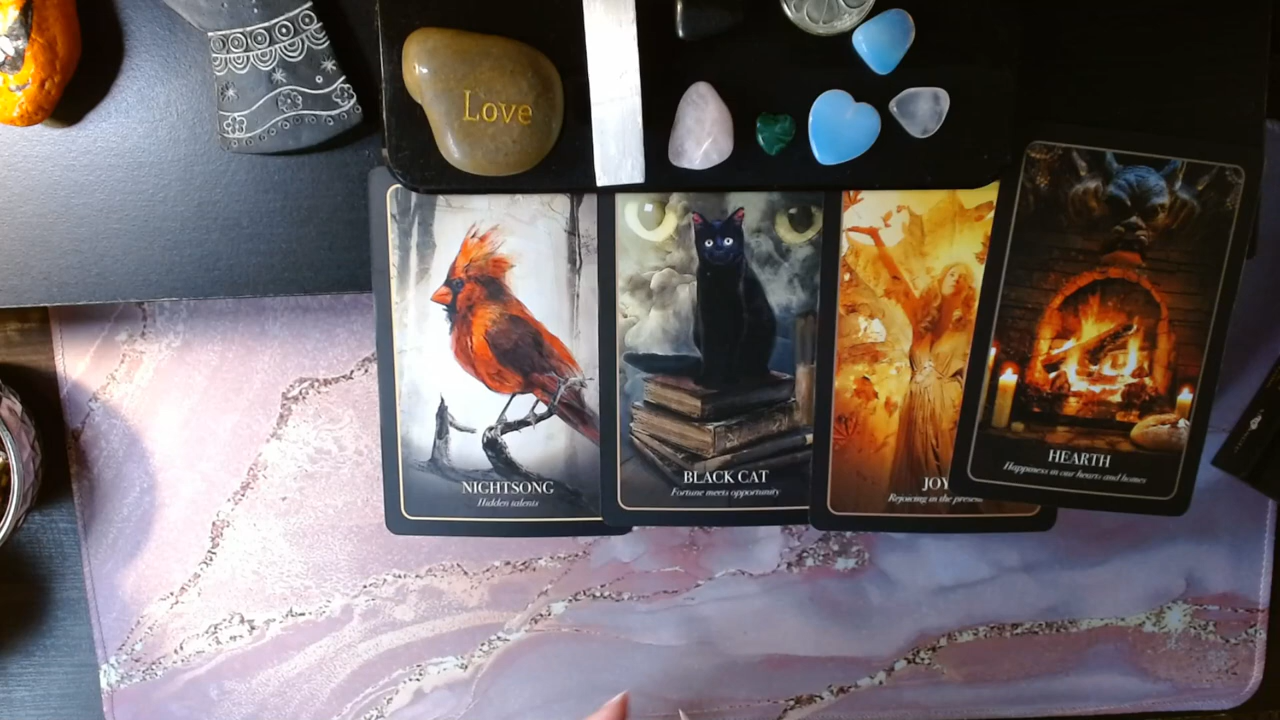 Love
NIGHTSONG
Hidden talents
BLACK CAT
Fortune meets opportunity
JOY
Rejoicing in the present
HEARTH
Happiness in our hearts and homes